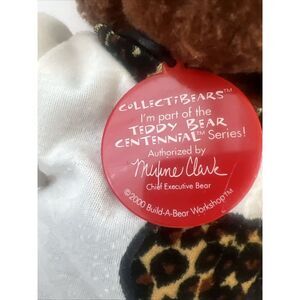 COLLECTIBEARS™
I'm part of the
TEDDY BEAR
CENTENNIAL™ Series!
Authorized by
Maxine Clark
Chief Executive Bear
©2000 Build-A-Bear Workshop™